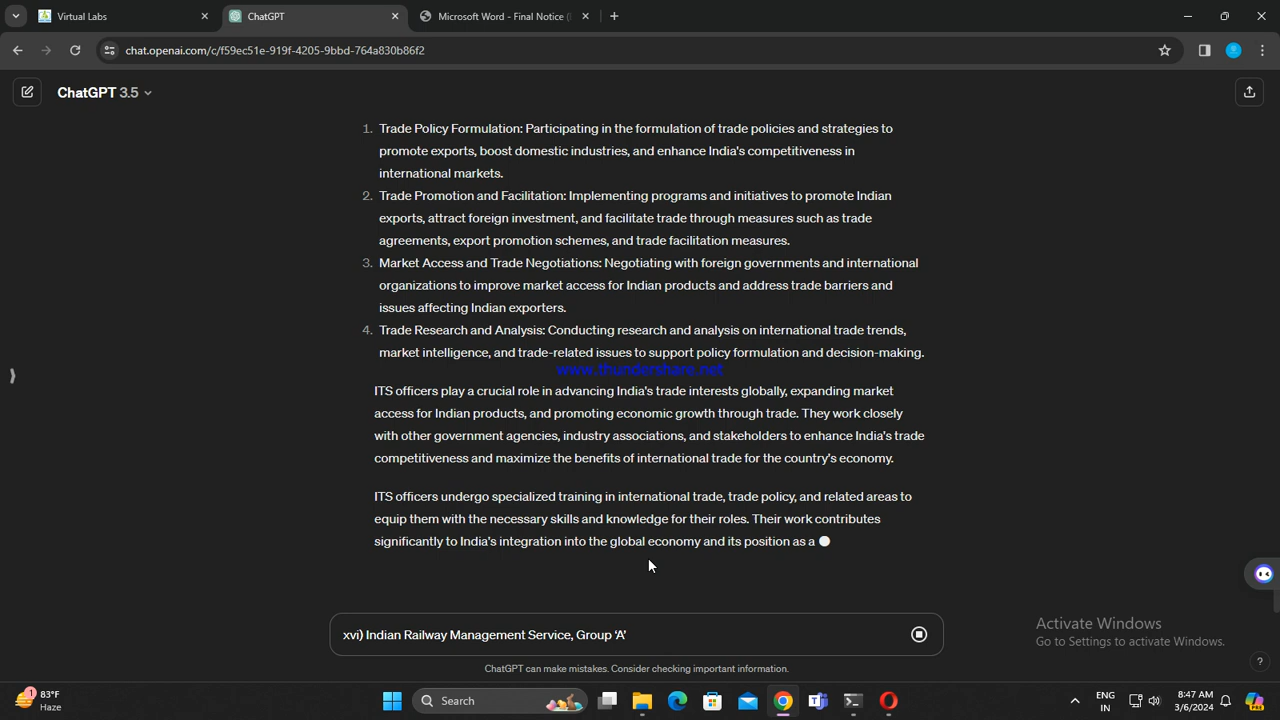 Virtual Labs
ChatGPT
Microsoft Word - Final Notice (
chat.openai.com/c/f59ec51e-919f-4205-9bbd-764a830b86f2
ChatGPT 3.5
1. Trade Policy Formulation: Participating in the formulation of trade policies and strategies to
promote exports, boost domestic industries, and enhance India's competitiveness in
international markets.
2. Trade Promotion and Facilitation: Implementing programs and initiatives to promote Indian
exports, attract foreign investment, and facilitate trade through measures such as trade
agreements, export promotion schemes, and trade facilitation measures.
3. Market Access and Trade Negotiations: Negotiating with foreign governments and international
organizations to improve market access for Indian products and address trade barriers and
issues affecting Indian exporters.
4. Trade Research and Analysis: Conducting research and analysis on international trade trends,
market intelligence, and trade-related issues to support policy formulation and decision-making.
www.thundershare.net
ITS officers play a crucial role in advancing India's trade interests globally, expanding market
access for Indian products, and promoting economic growth through trade. They work closely
with other government agencies, industry associations, and stakeholders to enhance India's trade
competitiveness and maximize the benefits of international trade for the country's economy.
ITS officers undergo specialized training in international trade, trade policy, and related areas to
equip them with the necessary skills and knowledge for their roles. Their work contributes
significantly to India's integration into the global economy and its position as a
xvi) Indian Railway Management Service, Group 'A'
Activate Windows
Go to Settings to activate Windows.
ChatGPT can make mistakes. Consider checking important information.
?
1
83°F
Haze
Search
ENG
IN
8:47 AM
3/6/2024